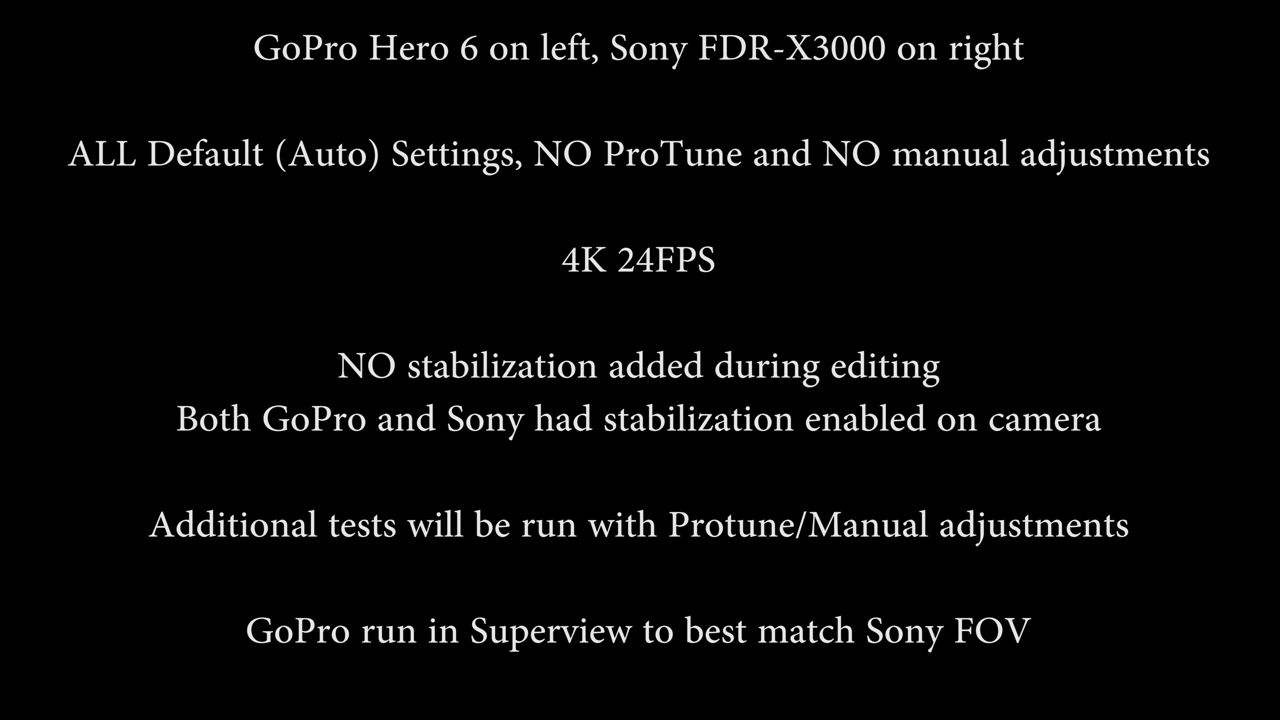 GoPro Hero 6 on left, Sony FDR-X3000 on right
ALL Default (Auto) Settings, NO ProTune and NO manual adjustments
4K 24FPS
NO stabilization added during editing
Both GoPro and Sony had stabilization enabled on camera
Additional tests will be run with Protune/Manual adjustments
GoPro run in Superview to best match Sony FOV